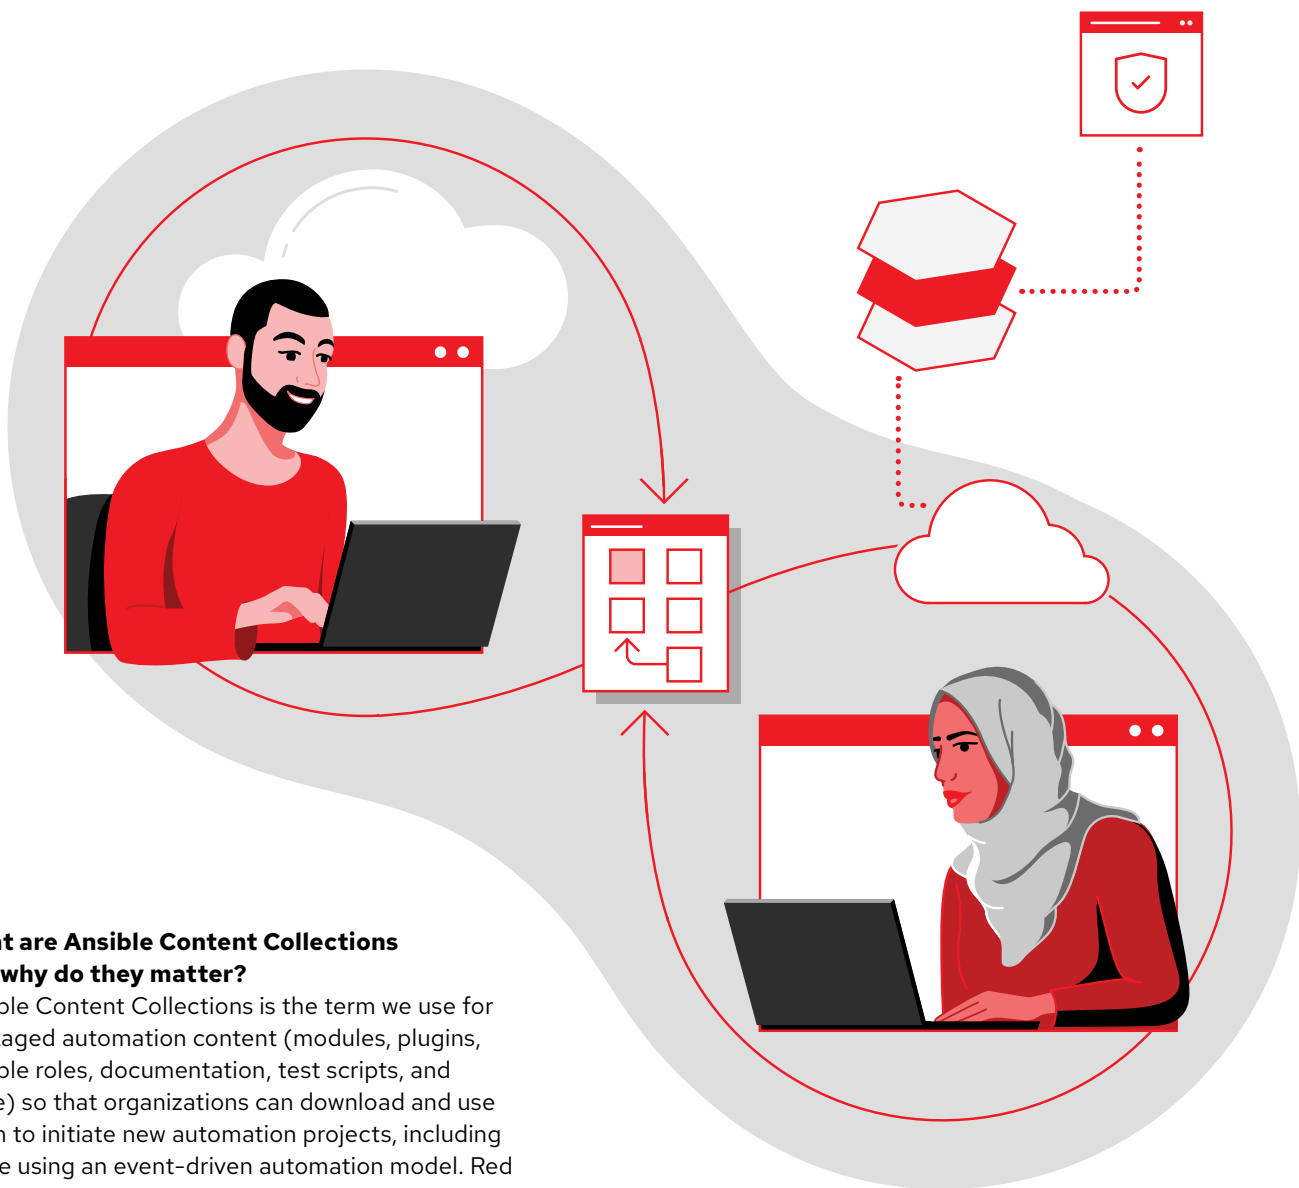 t are Ansible Content Collections
why do they matter?
ble Content Collections is the term we use for
aged automation content (modules, plugins,
ble roles, documentation, test scripts, and
e) so that organizations can download and use
n to initiate new automation projects, including
e using an event-driven automation model. Red